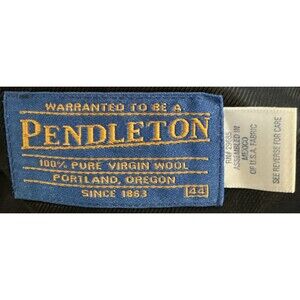 WARRANTED TO BE A
PENDLETON
100% PURE VIRGIN WOOL
PORTLAND, OREGON
SINCE 1863
44
ASSEMBLED IN
MEXICO
OF U.S.A. FABRIC
SEE REVERSE FOR CARE